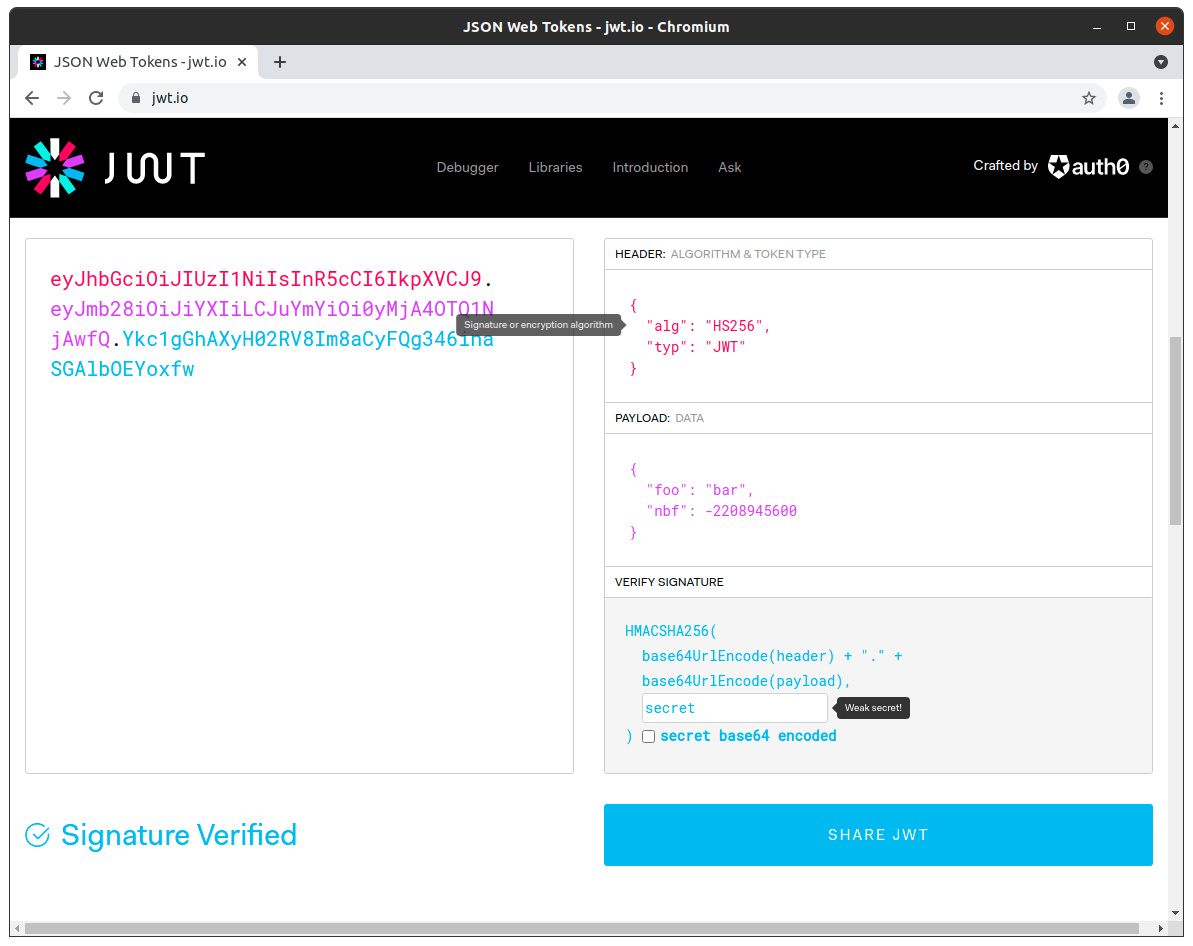 JSON Web Tokens - jwt.io - Chromium
JSON Web Tokens - jwt.io
jwt.io
JWT
Debugger
Libraries
Introduction
Ask
Crafted by auth0
eyJhbGciOiJIUzI1NiIsInR5cCI6IkpXVCJ9.
eyJmb28iOiJiYXIiLCJuYmYiOi0yMjA4OTQ1N
jAwfQ.Ykc1gGhAXyH02RV8Im8aCyFQg346ina
SGAlbOEYoxfw
HEADER: ALGORITHM & TOKEN TYPE
{
Signature or encryption algorithm
"alg": "HS256",
"typ": "JWT"
}
PAYLOAD: DATA
{
"foo": "bar",
"nbf": -2208945600
}
VERIFY SIGNATURE
HMACSHA256(
base64UrlEncode(header) + "." +
base64UrlEncode(payload),
secret
Weak secret!
) secret base64 encoded
Signature Verified
SHARE JWT